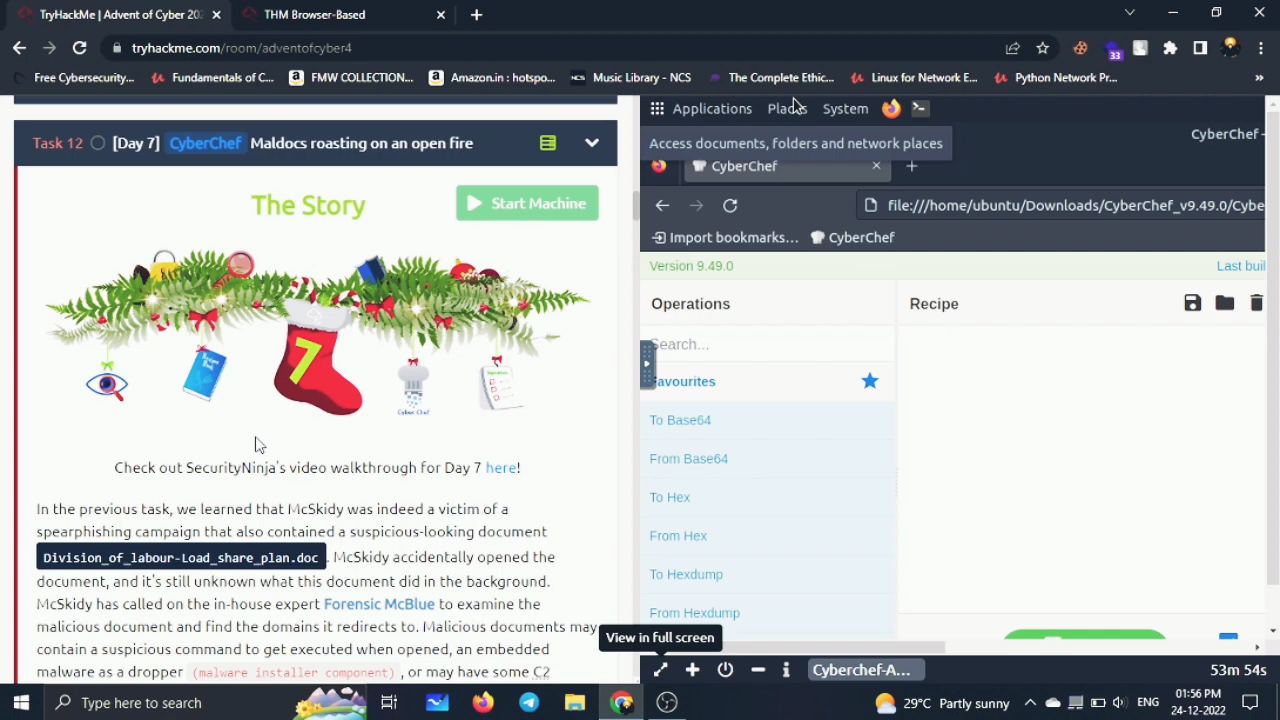 TryHackMe | Advent of Cyber 202
THM Browser-Based
tryhackme.com/room/adventofcyber4
33
Free Cybersecurity...
Fundamentals of C...
FMW COLLECTION...
Amazon.in : hotspo...
NCS
Music Library - NCS
The Complete Ethic...
Linux for Network E...
Python Network Pr...
»
Task 12
[Day 7]
CyberChef
Maldocs roasting on an open fire
The Story
Start Machine
7
Cyber Chef
Check out SecurityNinja's video walkthrough for Day 7 here!
In the previous task, we learned that McSkidy was indeed a victim of a
spearphishing campaign that also contained a suspicious-looking document
Division_of_labour-Load_share_plan.doc . McSkidy accidentally opened the
document, and it's still unknown what this document did in the background.
McSkidy has called on the in-house expert Forensic McBlue to examine the
malicious document and find the domains it redirects to. Malicious documents may
contain a suspicious command to get executed when opened, an embedded
malware as a dropper (malware installer component) , or may have some C2
Applications Places System
Access documents, folders and network places
CyberChef -
CyberChef
file:///home/ubuntu/Downloads/CyberChef_v9.49.0/Cybe
Import bookmarks...
CyberChef
Version 9.49.0
Last buil
Operations
Recipe
Search...
Favourites
To Base64
From Base64
To Hex
From Hex
To Hexdump
From Hexdump
View in full screen
Cyberchef-A...
53m 54s
Type here to search
29°C Partly sunny
ENG
01:56 PM
24-12-2022